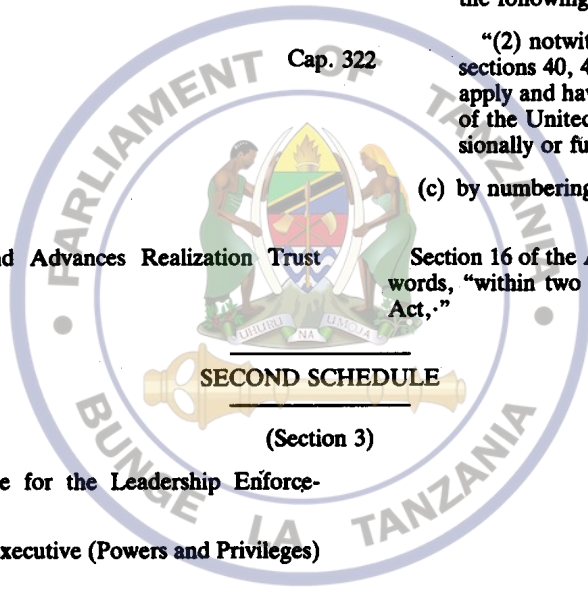 the following
Cap. 322
“(2) notwit
sections 40, 4
apply and hav
of the United
sionally or fu
(c) by numbering
nd Advances Realization Trust
Section 16 of the A
words, “within two
Act,·”
SECOND SCHEDULE
(Section 3)
e for the Leadership Enforce-
xecutive (Powers and Privileges)
PARLIAMENT OF TANZANIA
UHURU NA UMOJA
BUNGE LA TANZANIA